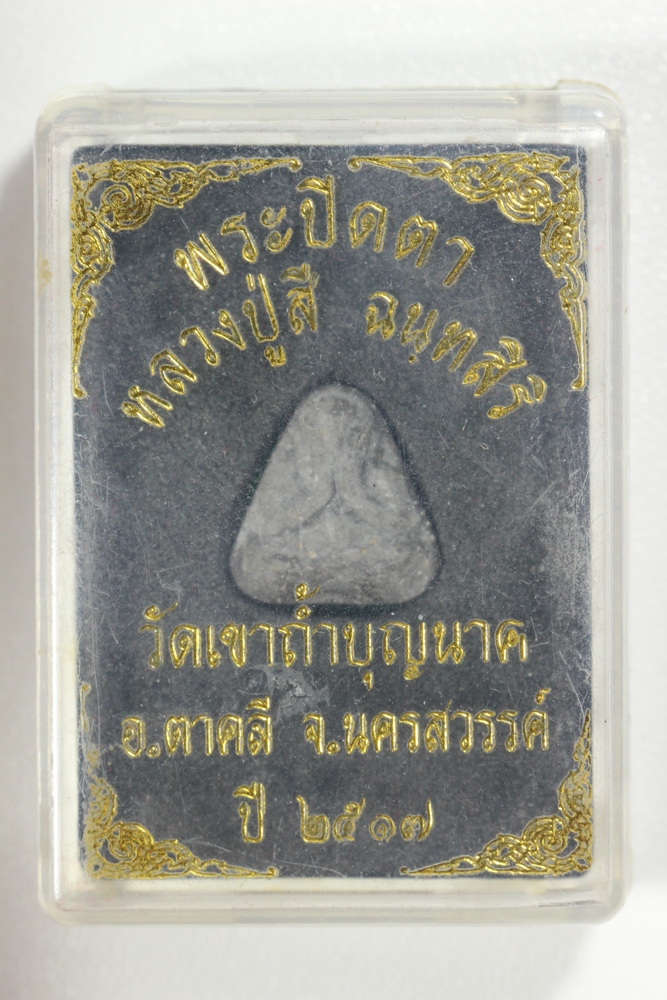 พระปิดตา
หลวงปู่สี ฉนฺทสิริ
วัดเขาถ้ำบุญนาค
อ.ตาคลี จ.นครสวรรค์
ปี ๒๕๑๗